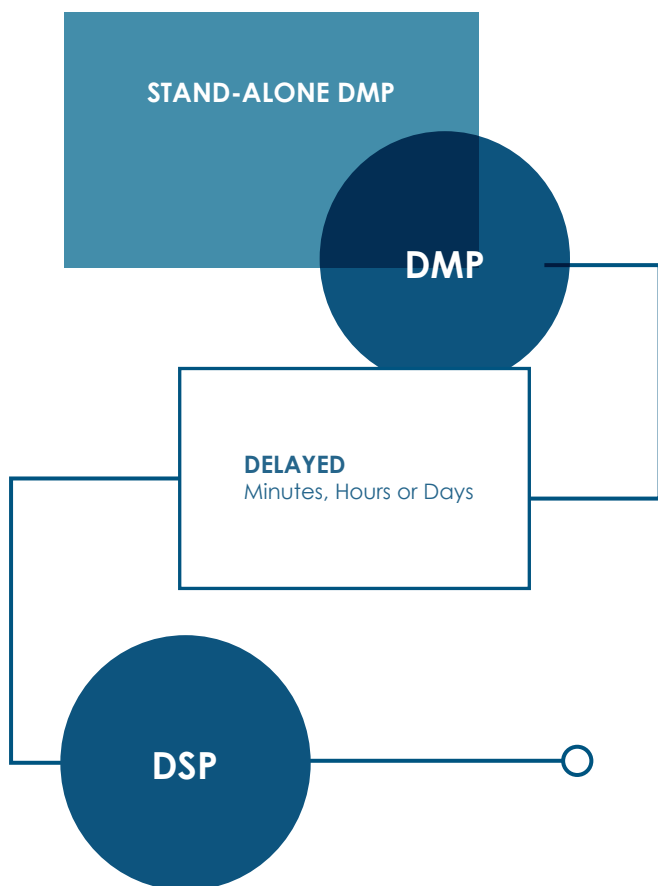 STAND-ALONE DMP
DMP
DELAYED
Minutes, Hours or Days
DSP